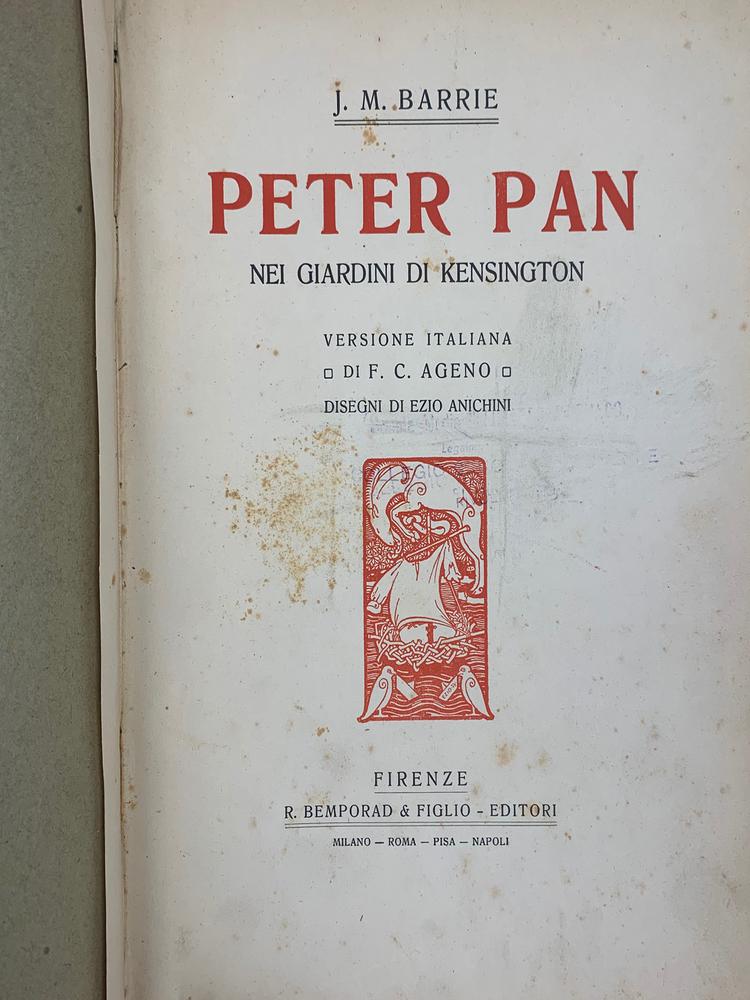 J. M. BARRIE
PETER PAN
NEI GIARDINI DI KENSINGTON
VERSIONE ITALIANA
DI F. C. AGENO
DISEGNI DI EZIO ANICHINI
FIRENZE
R. BEMPORAD & FIGLIO - EDITORI
MILANO — ROMA — PISA — NAPOLI